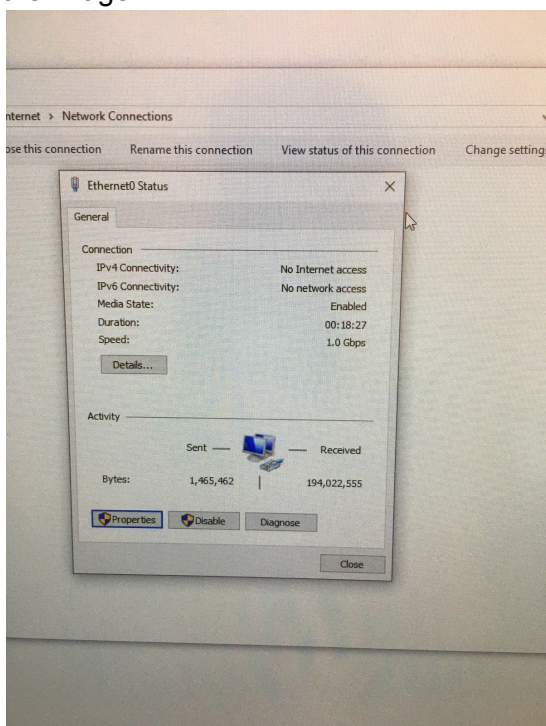 Network Connections
this connection Rename this connection View status of this connection Change setting
Ethernet0 Status
General
Connection
IPv4 Connectivity: No Internet access
IPv6 Connectivity: No network access
Media State: Enabled
Duration: 00:18:27
Speed: 1.0 Gbps
Details...
Activity
Sent — — Received
Bytes: 1,465,462 194,022,555
Properties Disable Diagnose
Close